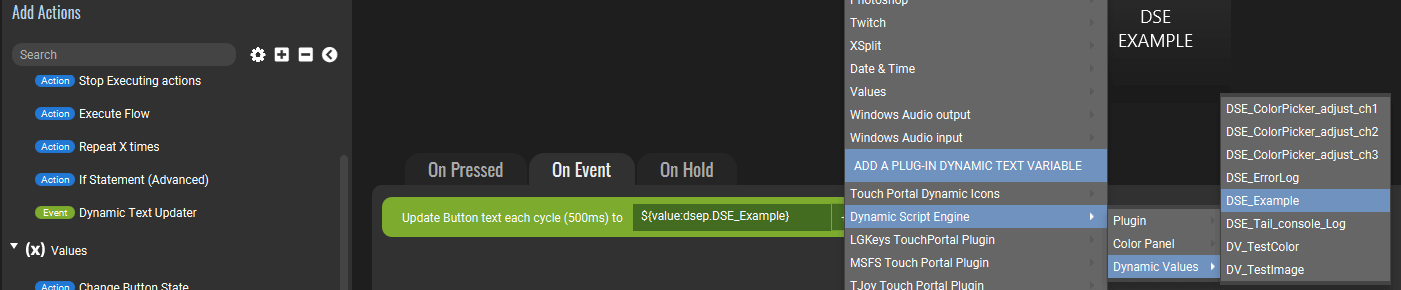 Add Actions
Search
Action Stop Executing actions
Action Execute Flow
Action Repeat X times
Action If Statement (Advanced)
Event Dynamic Text Updater
(x) Values
Action Change Button State
On Pressed
On Event
On Hold
Update Button text each cycle (500ms) to ${value:dsep.DSE_Example}
Photoshop
Twitch
XSplit
Date & Time
Values
Windows Audio output
Windows Audio input
ADD A PLUG-IN DYNAMIC TEXT VARIABLE
Touch Portal Dynamic Icons
Dynamic Script Engine
LGKeys TouchPortal Plugin
MSFS Touch Portal Plugin
TJoy Touch Portal Plugin
Plugin
Color Panel
Dynamic Values
DSE
EXAMPLE
DSE_ColorPicker_adjust_ch1
DSE_ColorPicker_adjust_ch2
DSE_ColorPicker_adjust_ch3
DSE_ErrorLog
DSE_Example
DSE_Tail_console_Log
DV_TestColor
DV_TestImage